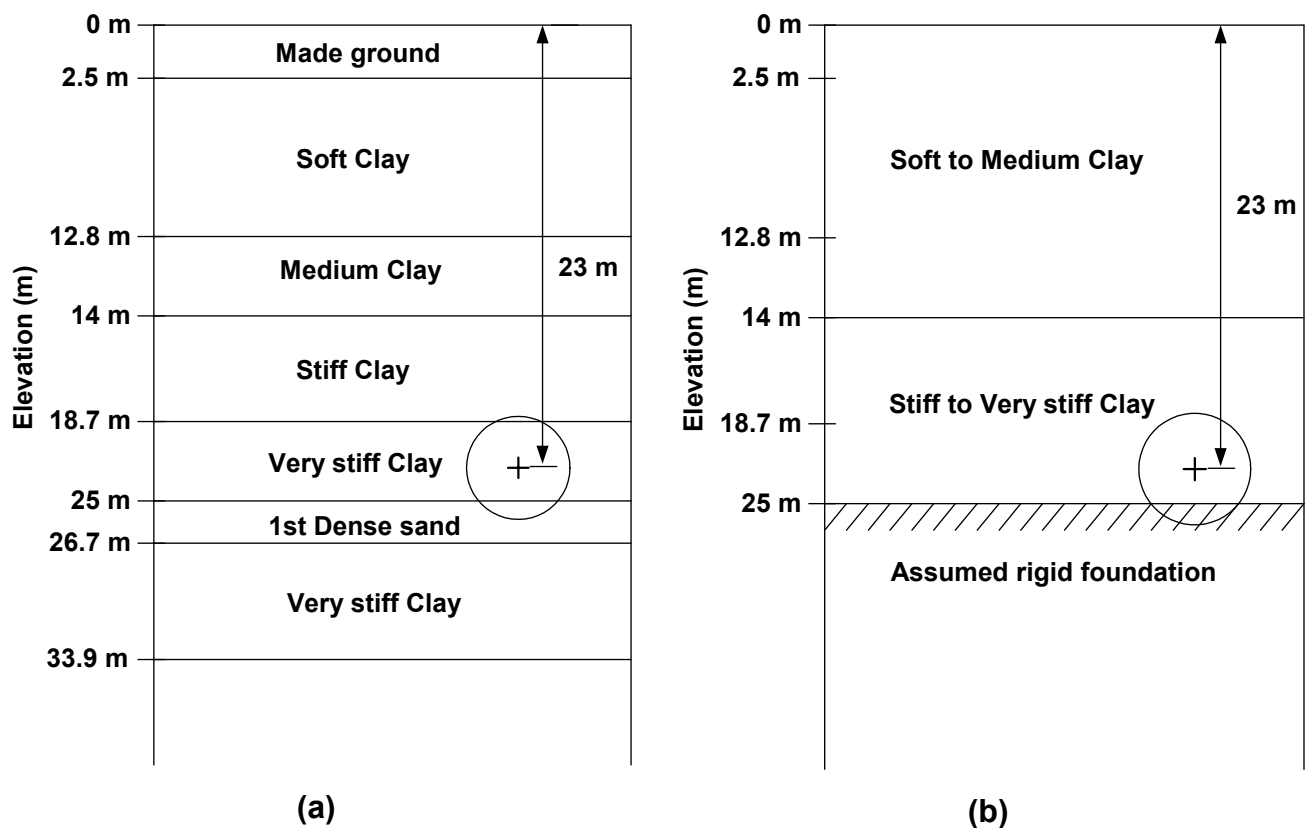 0 m
Made ground
2.5 m
Soft Clay
12.8 m
Medium Clay
23 m
14 m
Stiff Clay
18.7 m
Very stiff Clay
25 m
1st Dense sand
26.7 m
Very stiff Clay
33.9 m
Elevation (m)
(a)
0 m
2.5 m
Soft to Medium Clay
23 m
12.8 m
14 m
Stiff to Very stiff Clay
18.7 m
25 m
Assumed rigid foundation
Elevation (m)
(b)